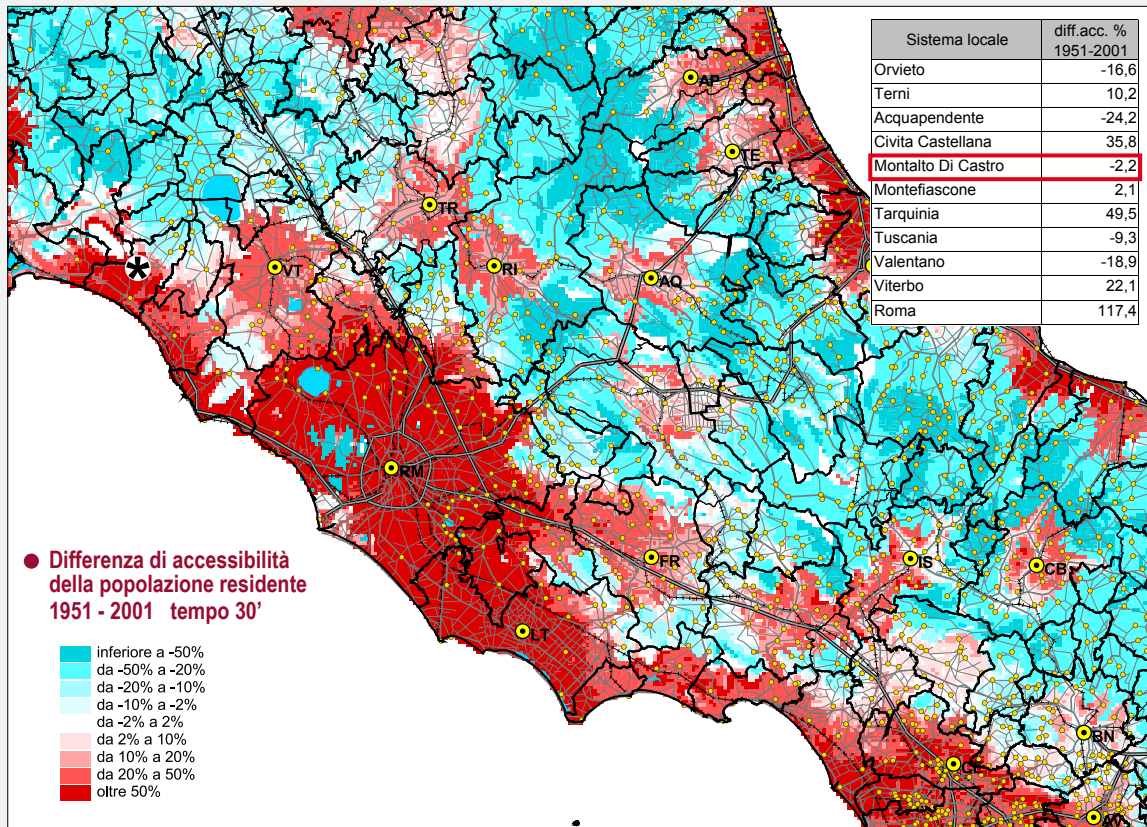 Sistema locale diff.acc. % 1951-2001
Orvieto -16,6
Terni 10,2
Acquapendente -24,2
Civita Castellana 35,8
Montalto Di Castro -2,2
Montefiascone 2,1
Tarquinia 49,5
Tuscania -9,3
Valentano -18,9
Viterbo 22,1
Roma 117,4
AP
TE
TR
VT
*
RI
AQ
RM
FR
IS
CB
LT
BN
CE
AV
Differenza di accessibilità
della popolazione residente
1951 - 2001 tempo 30'
inferiore a -50%
da -50% a -20%
da -20% a -10%
da -10% a -2%
da -2% a 2%
da 2% a 10%
da 10% a 20%
da 20% a 50%
oltre 50%